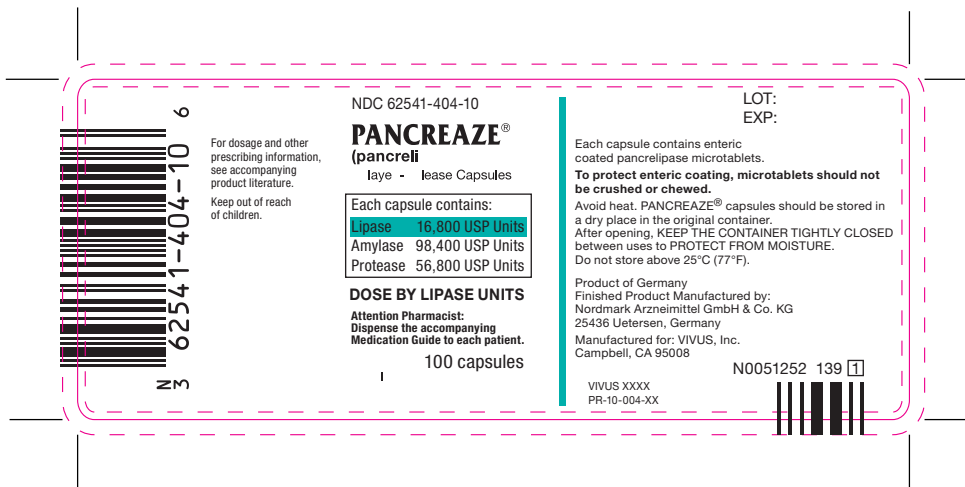 N
3 62541-404-10 6
For dosage and other
prescribing information,
see accompanying
product literature.
Keep out of reach
of children.
NDC 62541-404-10
PANCREAZE®
(pancreli
laye - lease Capsules
Each capsule contains:
Lipase 16,800 USP Units
Amylase 98,400 USP Units
Protease 56,800 USP Units
DOSE BY LIPASE UNITS
Attention Pharmacist:
Dispense the accompanying
Medication Guide to each patient.
100 capsules
LOT:
EXP:
Each capsule contains enteric
coated pancrelipase microtablets.
To protect enteric coating, microtablets should not
be crushed or chewed.
Avoid heat. PANCREAZE® capsules should be stored in
a dry place in the original container.
After opening, KEEP THE CONTAINER TIGHTLY CLOSED
between uses to PROTECT FROM MOISTURE.
Do not store above 25°C (77°F).
Product of Germany
Finished Product Manufactured by:
Nordmark Arzneimittel GmbH & Co. KG
25436 Uetersen, Germany
Manufactured for: VIVUS, Inc.
Campbell, CA 95008
N0051252 139 1
VIVUS XXXX
PR-10-004-XX